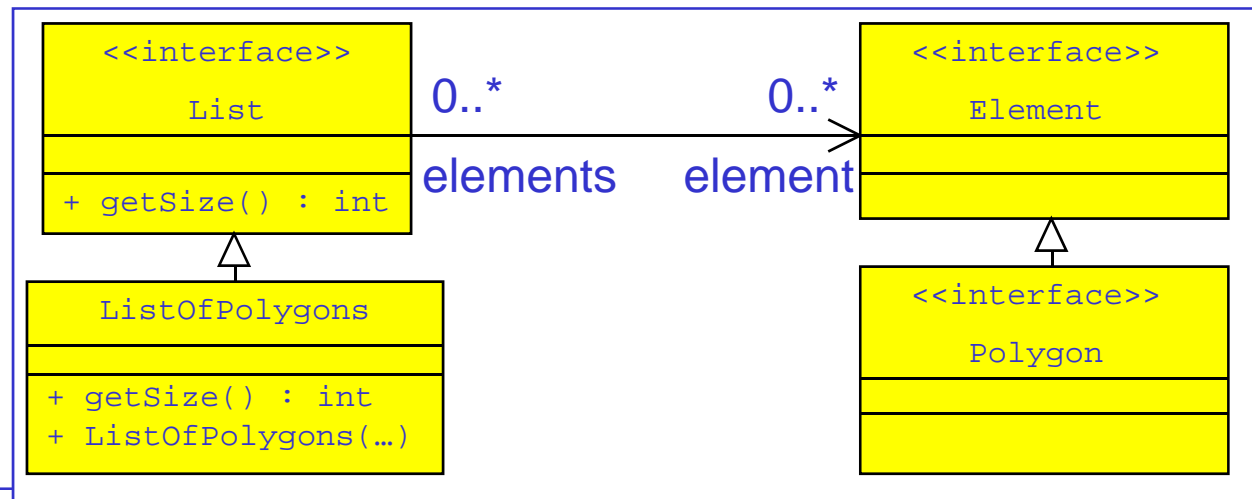 <<interface>>
List
+ getSize() : int
0..*
elements
0..*
element
<<interface>>
Element
ListOfPolygons
+ getSize() : int
+ ListOfPolygons(…)
<<interface>>
Polygon